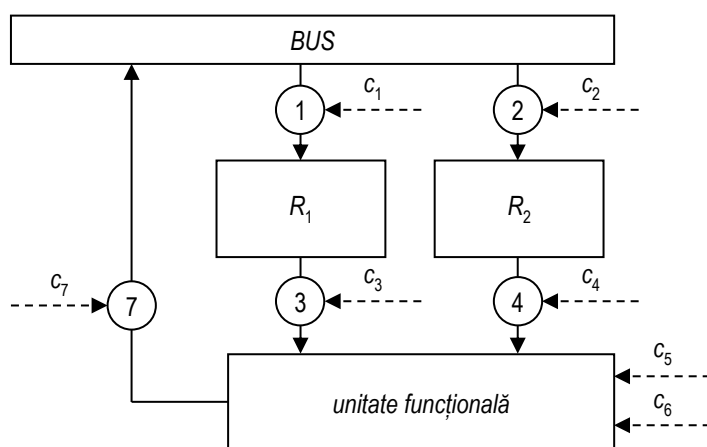 BUS
c₁
c₂
1
2
R₁
R₂
c₇
c₃
c₄
7
3
4
c₅
unitate funcțională
c₆